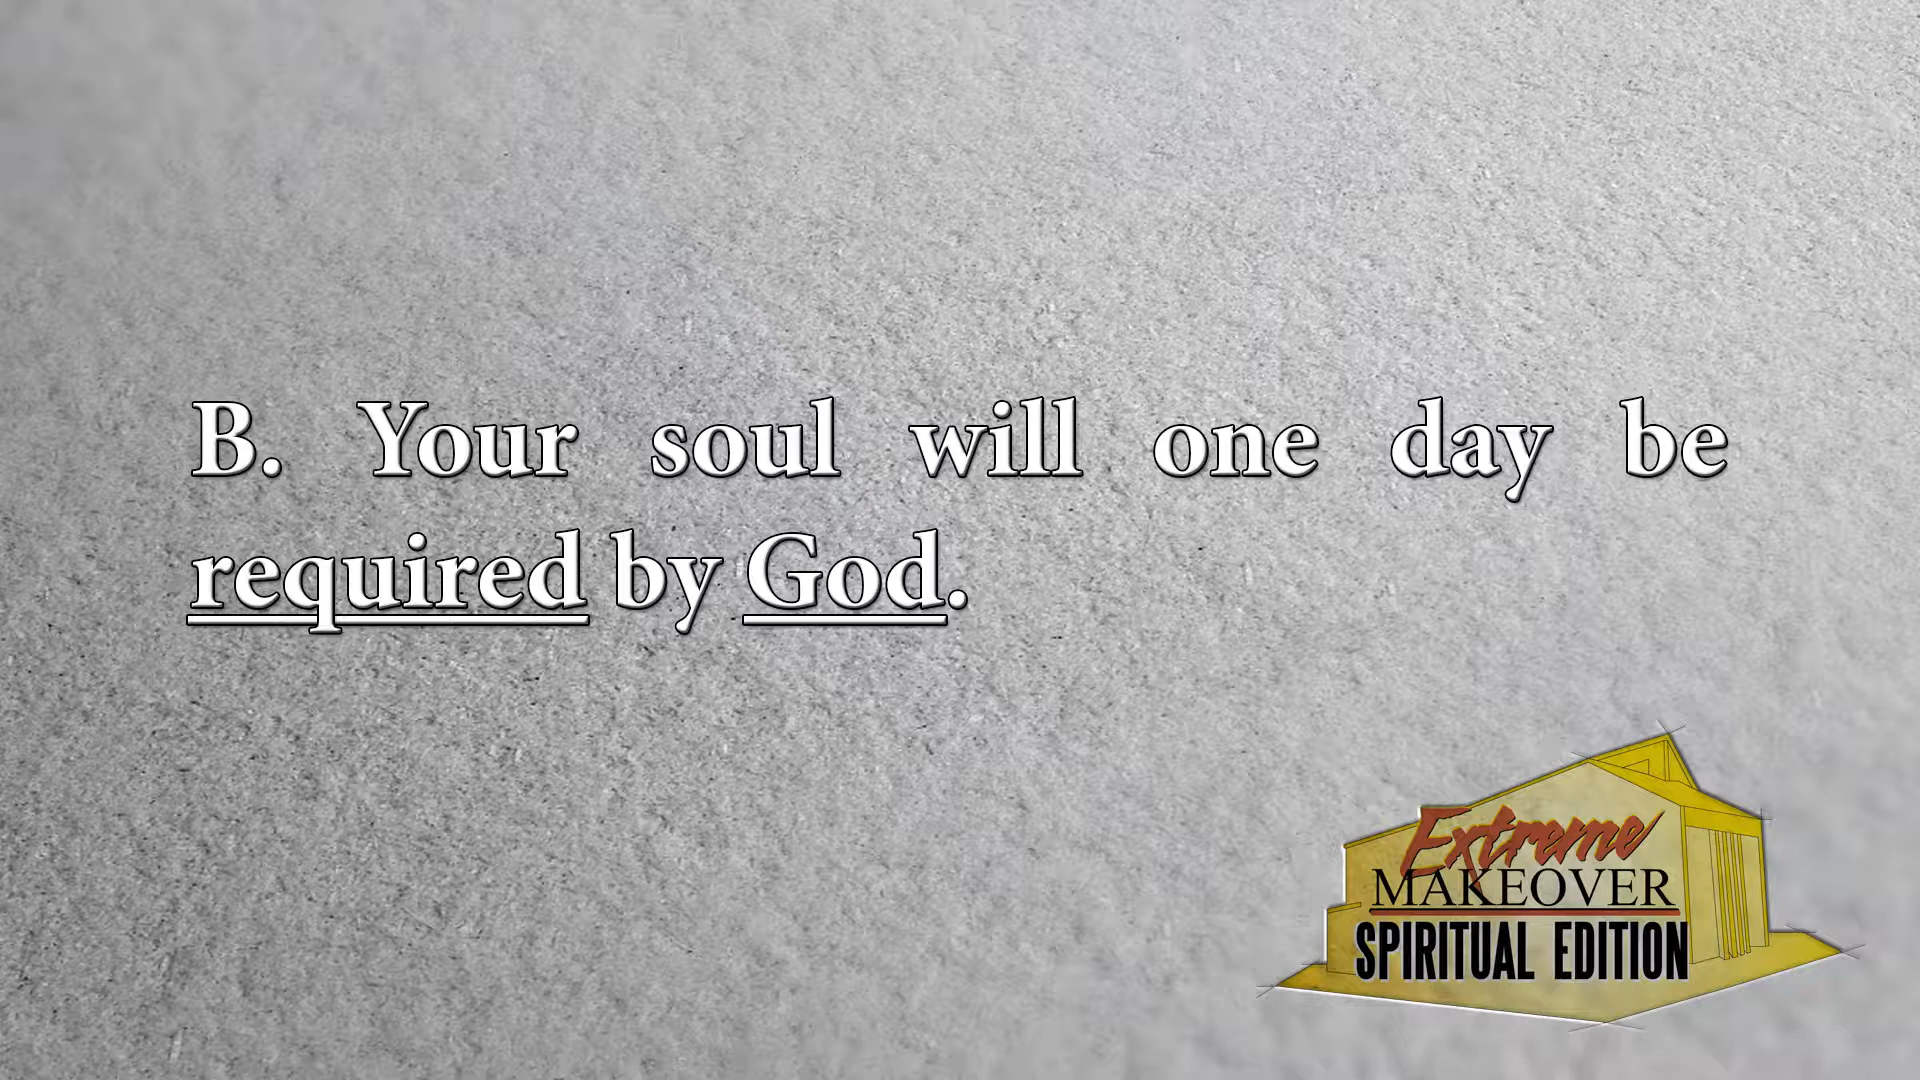 B. Your soul will one day be
required by God.
Extreme
MAKEOVER
SPIRITUAL EDITION